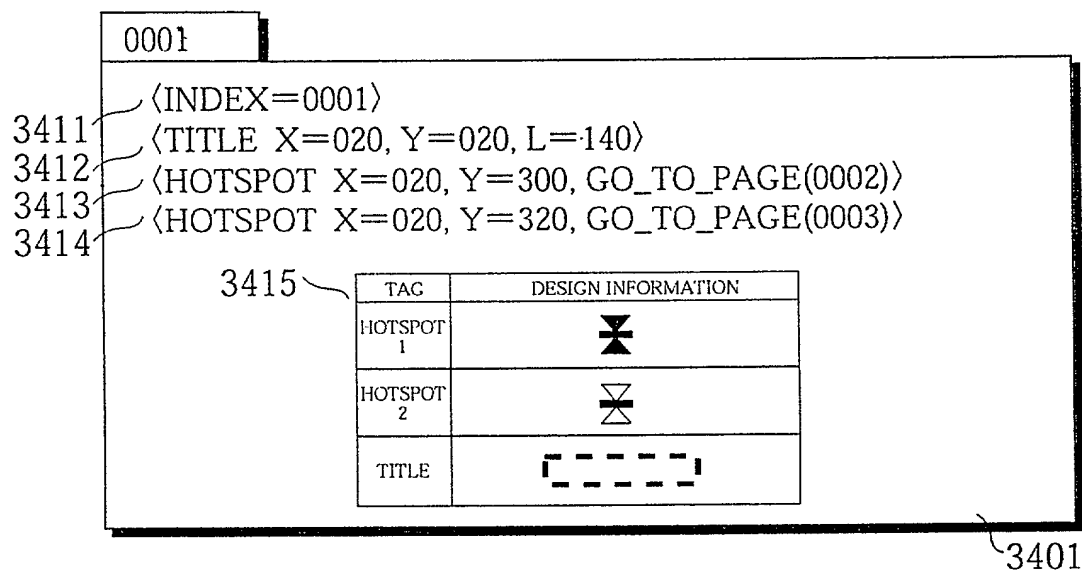 0001
3411 〈INDEX=0001〉
3412 〈TITLE X=020, Y=020, L=140〉
3413 〈HOTSPOT X=020, Y=300, GO_TO_PAGE(0002)〉
3414 〈HOTSPOT X=020, Y=320, GO_TO_PAGE(0003)〉
3415
TAG DESIGN INFORMATION
HOTSPOT
1
HOTSPOT
2
TITLE
3401